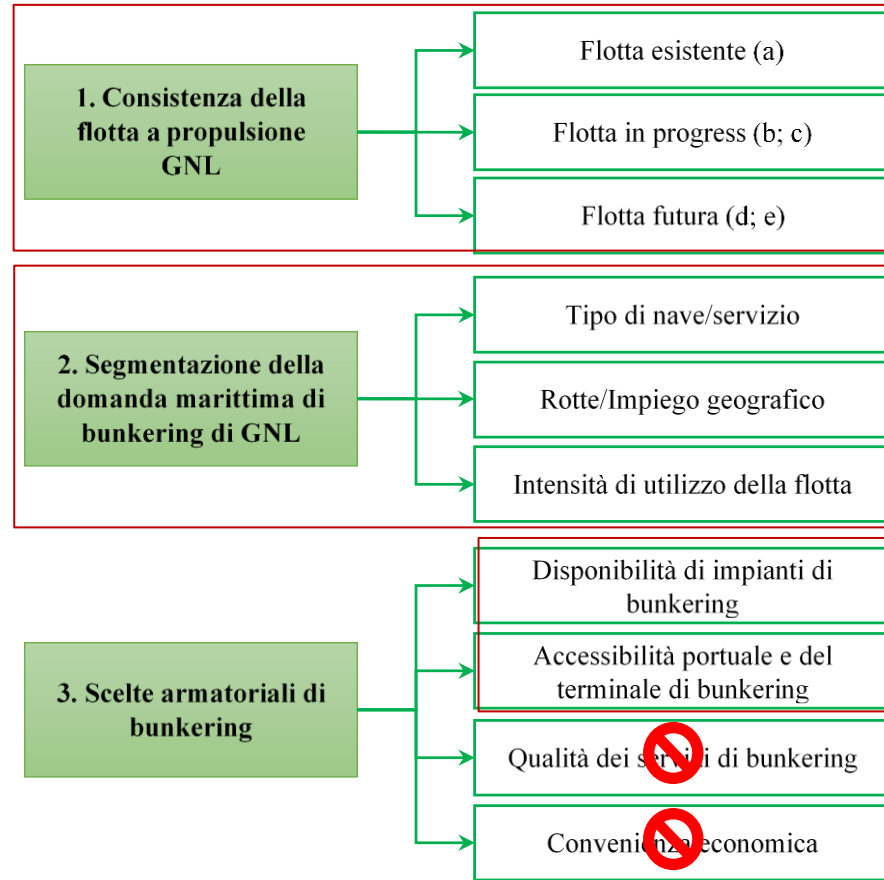 1. Consistenza della
flotta a propulsione
GNL
Flotta esistente (a)
Flotta in progress (b; c)
Flotta futura (d; e)
2. Segmentazione della
domanda marittima di
bunkering di GNL
Tipo di nave/servizio
Rotte/Impiego geografico
Intensità di utilizzo della flotta
3. Scelte armatoriali di
bunkering
Disponibilità di impianti di
bunkering
Accessibilità portuale e del
terminale di bunkering
Qualità dei servizi di bunkering
Convenienza economica